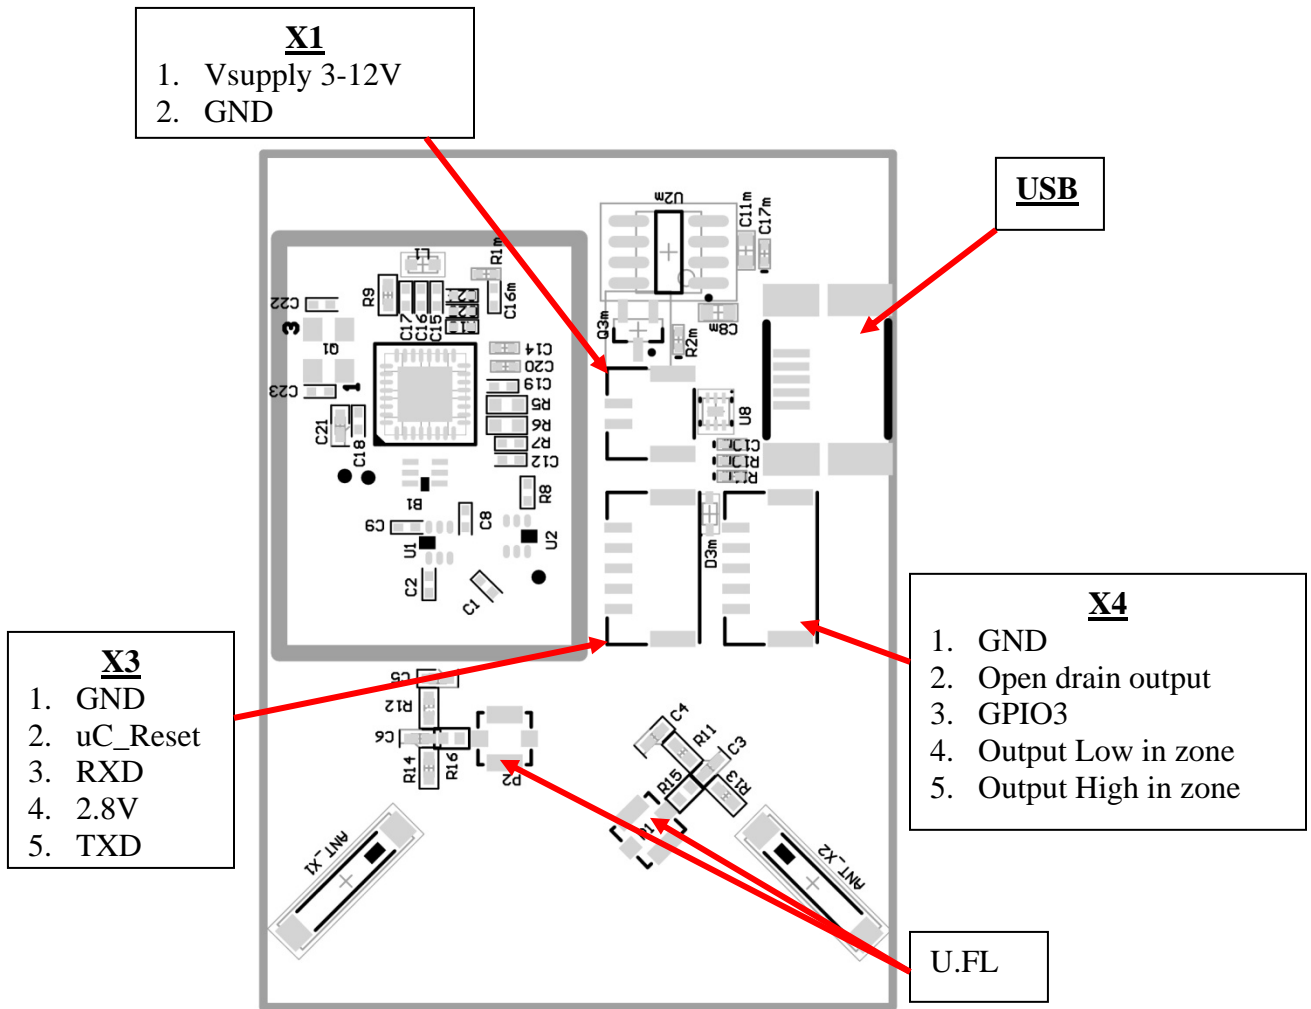 X1
1. Vsupply 3-12V
2. GND
USB
U2m
C11m
C17m
L1
R1m
R9
C16m
C22
C17
C16
C15
3
Q1
Q3m
C8m
R2m
C14
C20
C23
1
C19
R5
U8
C21
C18
R6
R7
C12
B1
R8
C9
C8
U1
U2
D3m
C2
C1
X4
1. GND
2. Open drain output
3. GPIO3
4. Output Low in zone
5. Output High in zone
X3
1. GND
2. uC_Reset
3. RXD
4. 2.8V
5. TXD
C5
R12
C6
R14
R16
P2
C4
R11
C3
R15
R13
ANT_X1
ANT_X2
U.FL